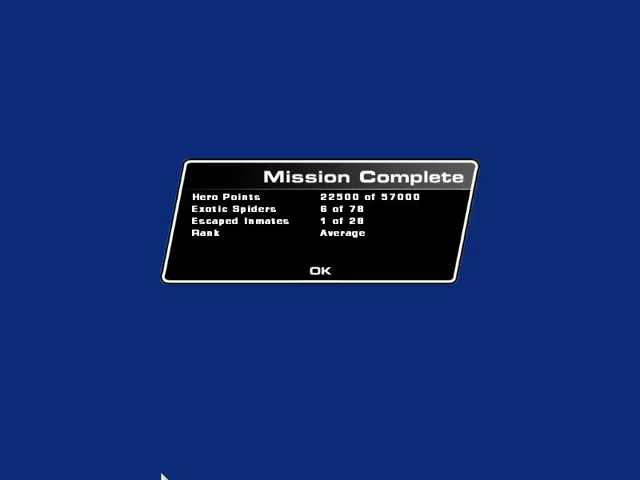 Mission Complete
Hero Points 22500 of 57000
Exotic Spiders 6 of 78
Escaped Inmates 1 of 28
Rank Average
OK